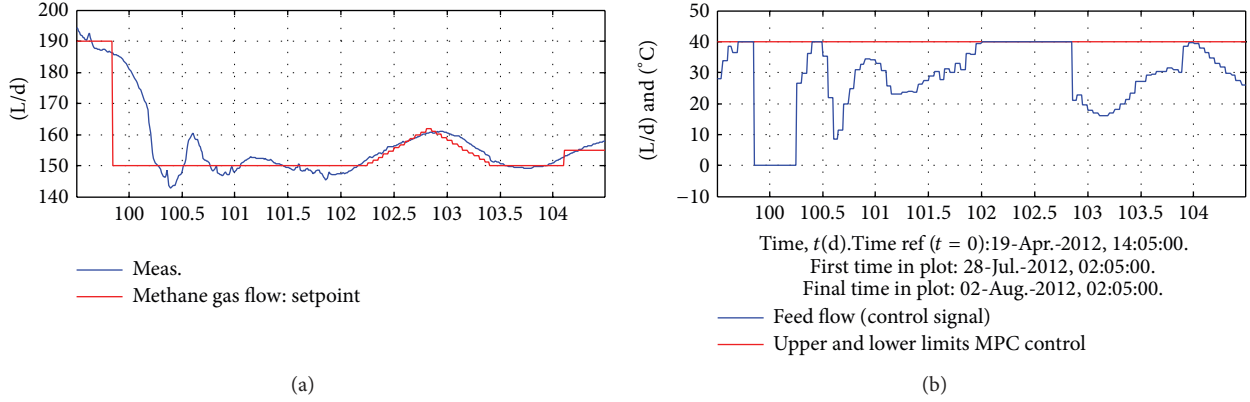 200
190
180
170
160
150
140
(L/d)
100 100.5 101 101.5 102 102.5 103 103.5 104
Meas.
Methane gas flow: setpoint
(a)
50
40
30
20
10
0
−10
(L/d) and (°C)
100 100.5 101 101.5 102 102.5 103 103.5 104
Time, t(d).Time ref (t = 0):19-Apr.-2012, 14:05:00.
First time in plot: 28-Jul.-2012, 02:05:00.
Final time in plot: 02-Aug.-2012, 02:05:00.
Feed flow (control signal)
Upper and lower limits MPC control
(b)